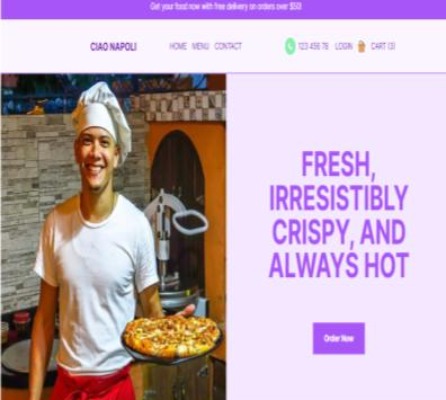 Get your food now with free delivery on orders over $50!
CIAO NAPOLI HOME MENU CONTACT 123 456 78 LOGIN CART (3)
FRESH,
IRRESISTIBLY
CRISPY, AND
ALWAYS HOT
Order Now